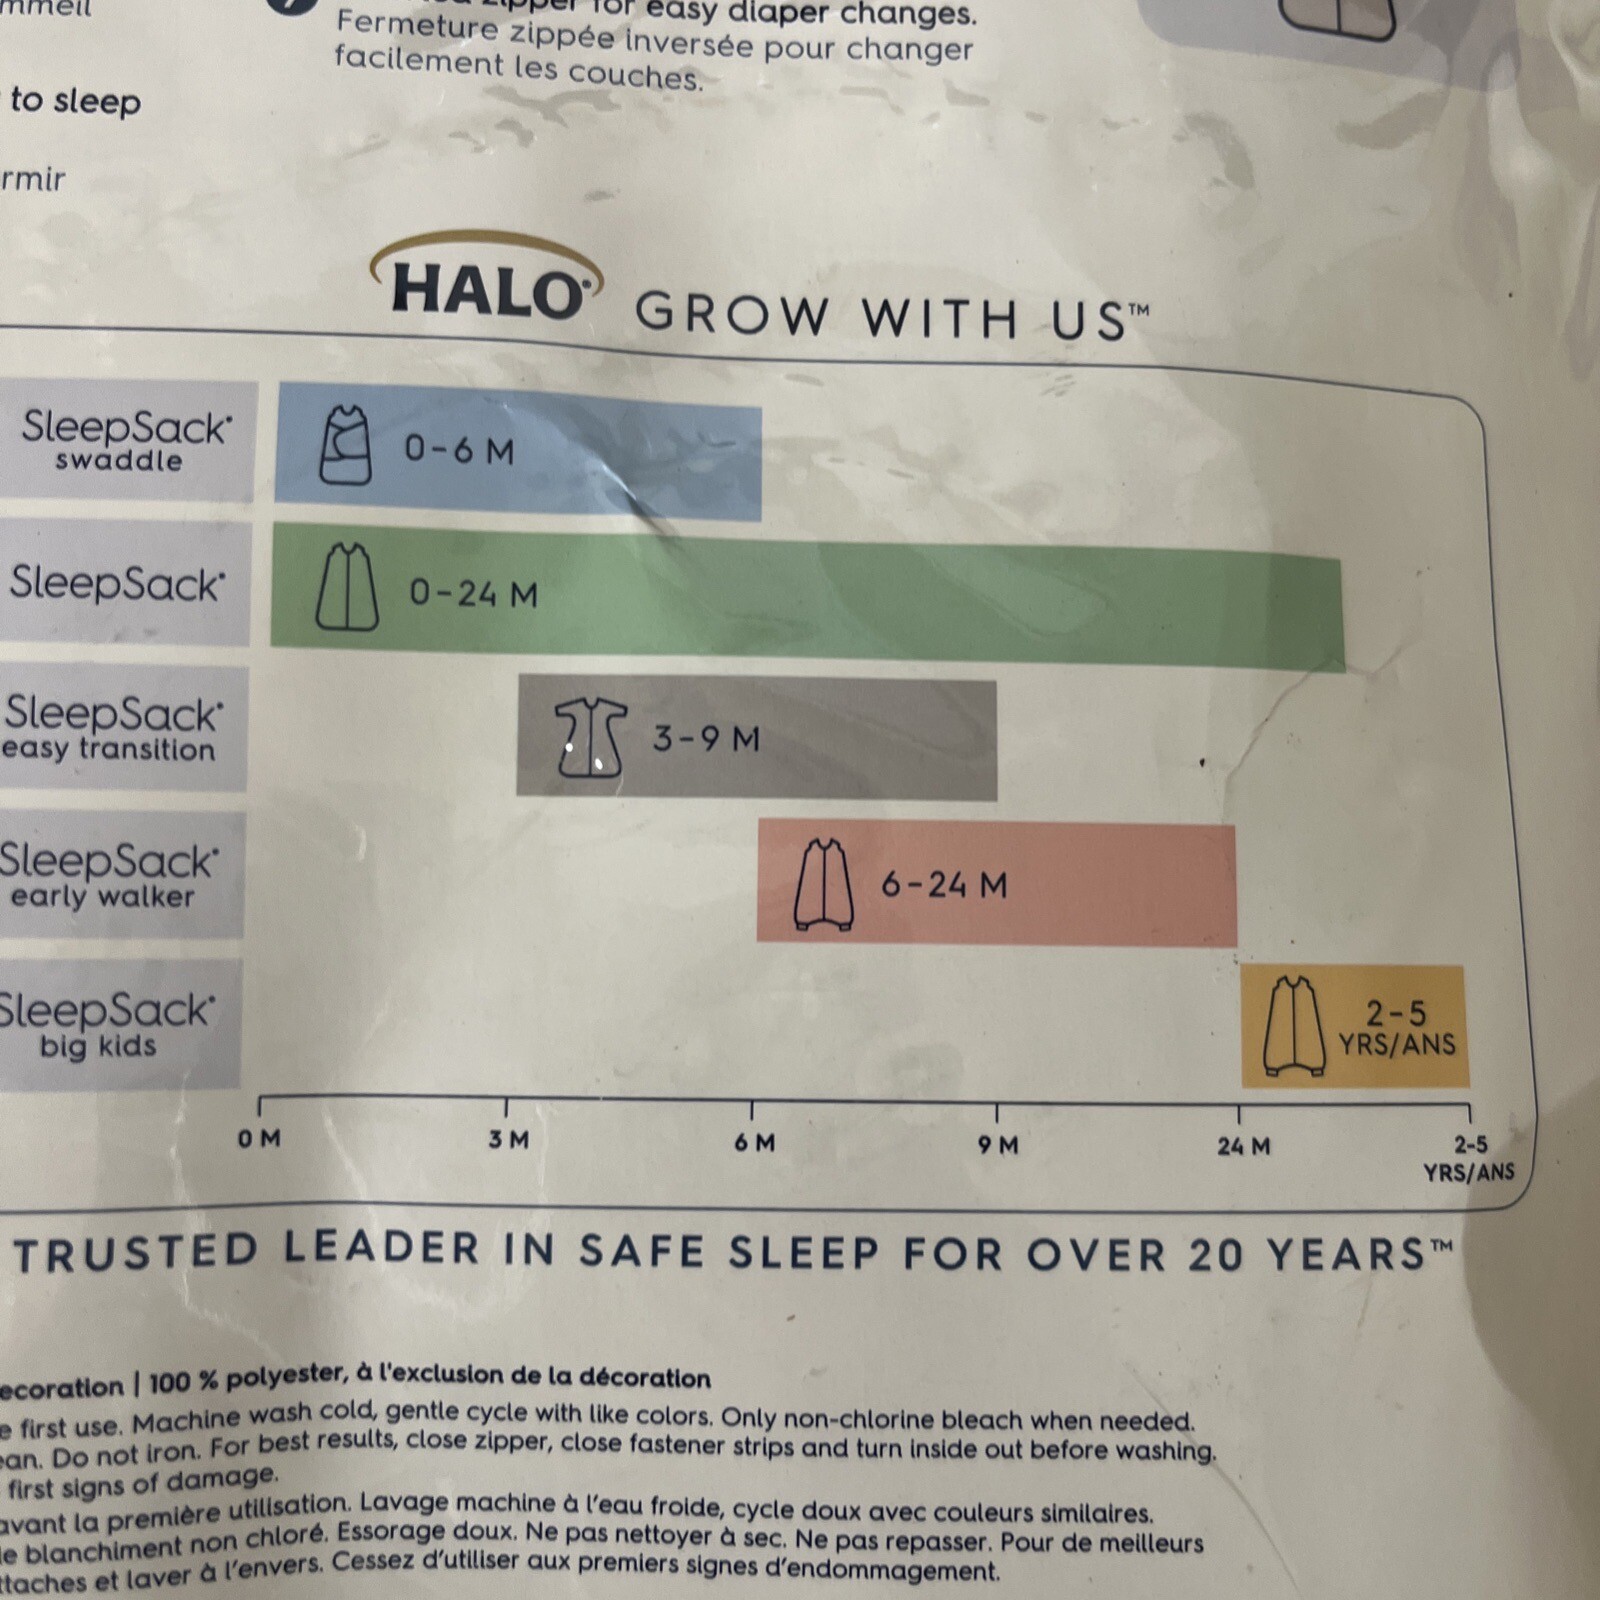 zipper for easy diaper changes.
Fermeture zippée inversée pour changer
facilement les couches.
to sleep
HALO® GROW WITH US™
SleepSack®
swaddle
0-6 M
SleepSack®
0-24 M
SleepSack®
easy transition
3-9 M
SleepSack®
early walker
6-24 M
SleepSack®
big kids
2-5
YRS/ANS
0 M 3 M 6 M 9 M 24 M 2-5
YRS/ANS
TRUSTED LEADER IN SAFE SLEEP FOR OVER 20 YEARS™
| 100 % polyester, à l'exclusion de la décoration
first use. Machine wash cold, gentle cycle with like colors. Only non-chlorine bleach when needed.
Do not iron. For best results, close zipper, close fastener strips and turn inside out before washing.
first signs of damage.
avant la première utilisation. Lavage machine à l'eau froide, cycle doux avec couleurs similaires.
blanchiment non chloré. Essorage doux. Ne pas nettoyer à sec. Ne pas repasser. Pour de meilleurs
et laver à l'envers. Cessez d'utiliser aux premiers signes d'endommagement.